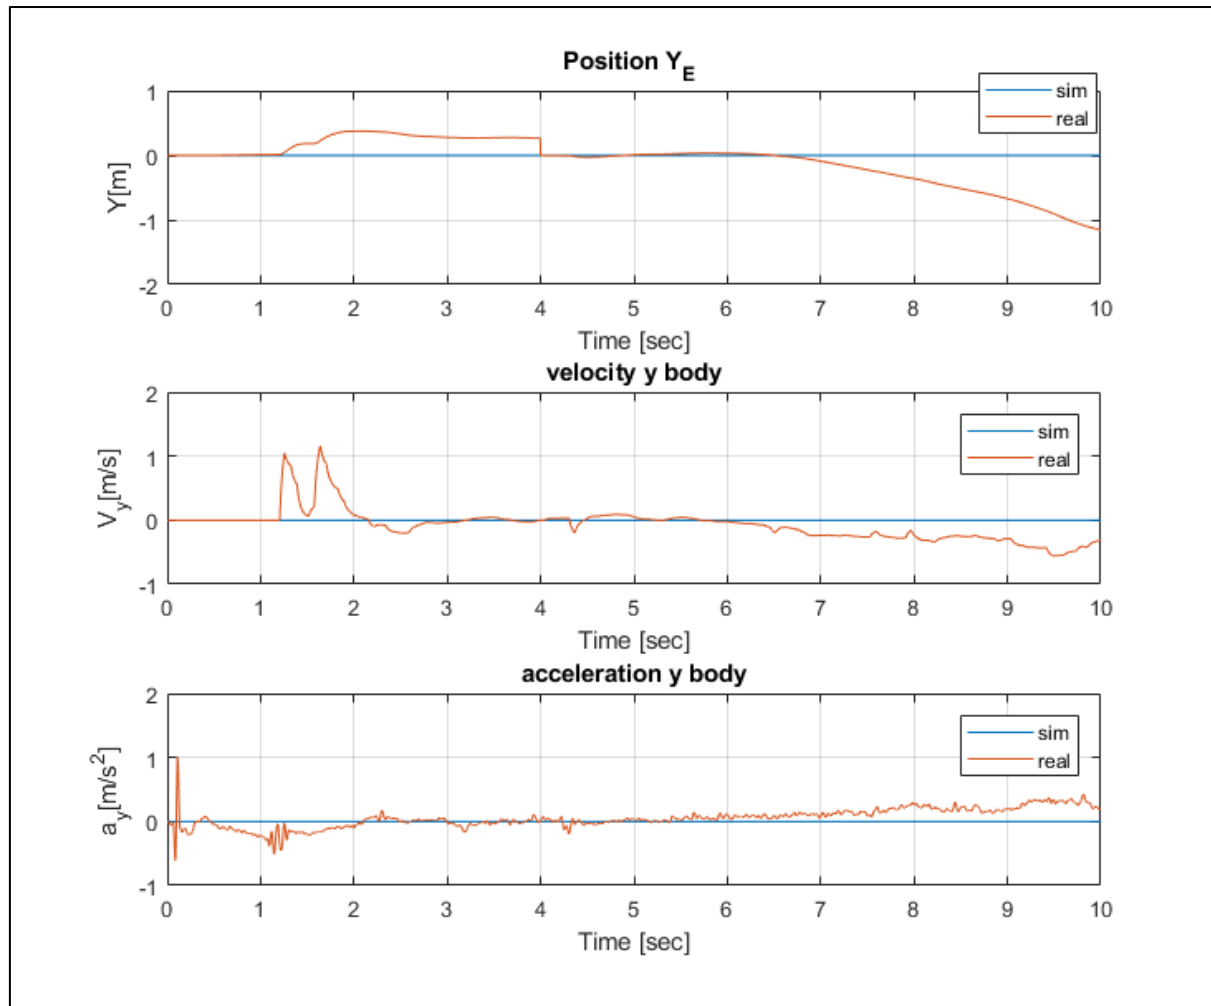 Position Y_E
sim
real
1
0
-1
-2
Y[m]
0 1 2 3 4 5 6 7 8 9 10
Time [sec]
velocity y body
sim
real
2
1
0
-1
V_y[m/s]
0 1 2 3 4 5 6 7 8 9 10
Time [sec]
acceleration y body
sim
real
2
1
0
-1
a_y[m/s^2]
0 1 2 3 4 5 6 7 8 9 10
Time [sec]